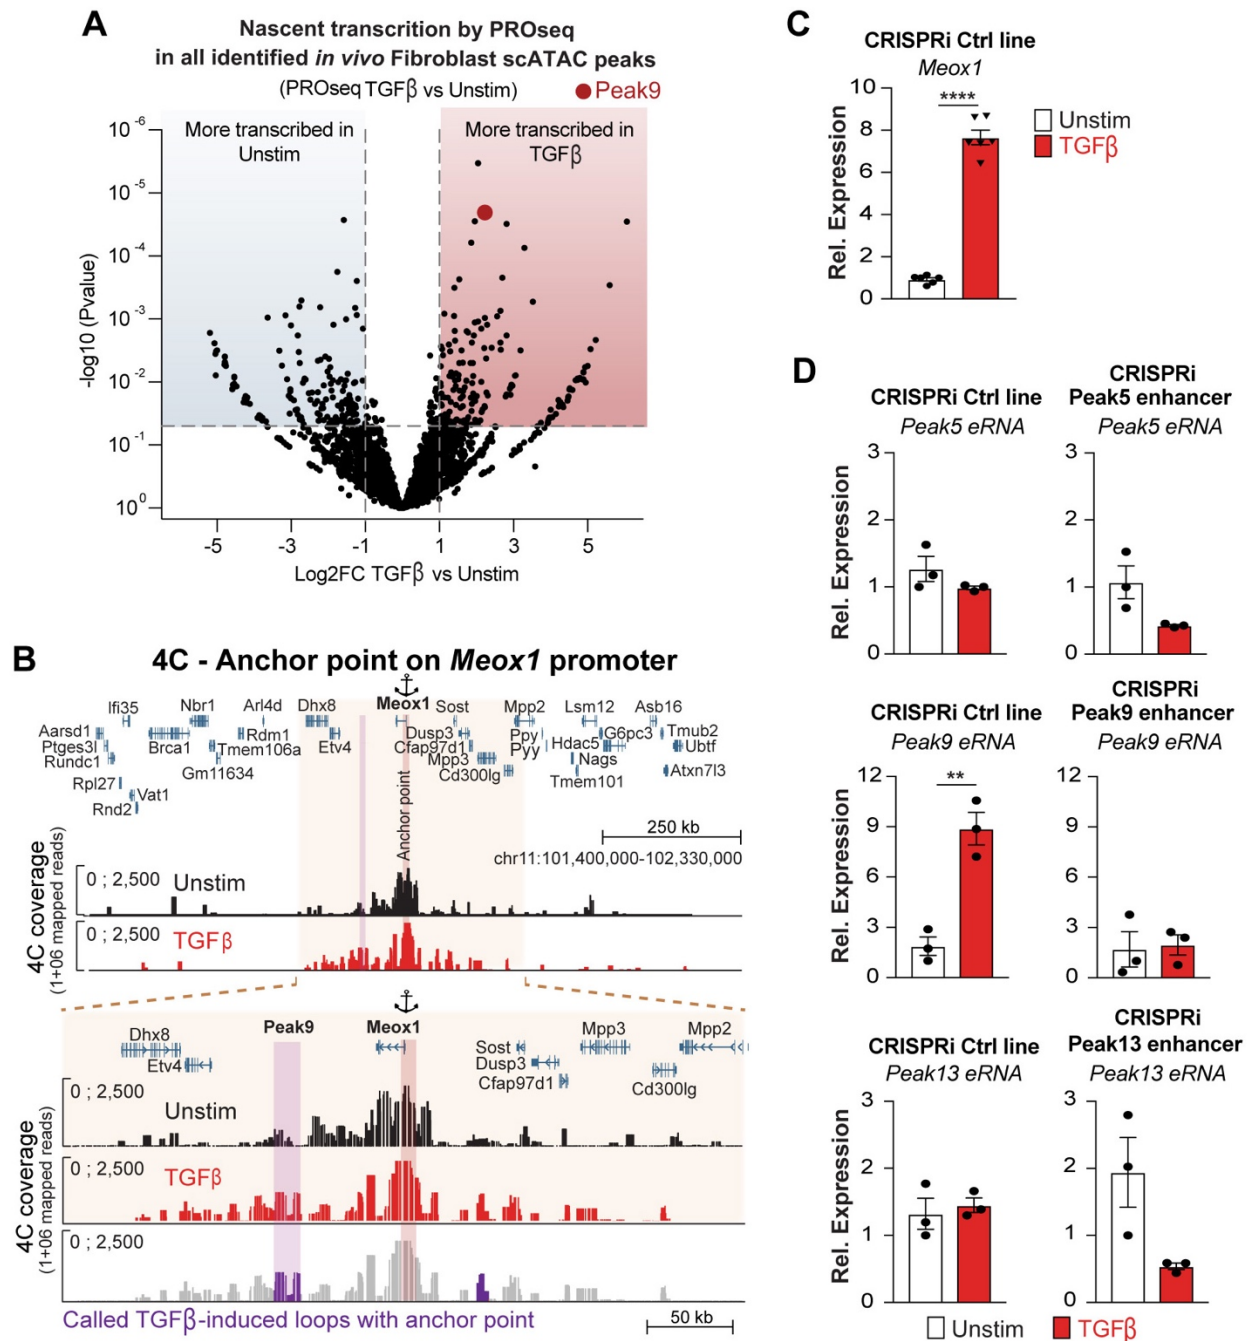 A
Nascent transcrition by PROseq
in all identified in vivo Fibroblast scATAC peaks
(PROseq TGFβ vs Unstim)
Peak9
More transcribed in
Unstim
More transcribed in
TGFβ
-log10 (Pvalue)
10-6
10-5
10-4
10-3
10-2
10-1
100
-5
-3
-1
1
3
5
Log2FC TGFβ vs Unstim
B
4C - Anchor point on Meox1 promoter
Ifi35
Nbr1
Arl4d
Dhx8
Meox1
Sost
Mpp2
Lsm12
Asb16
Aarsd1
Ptges3l
Rundc1
Brca1
Rdm1
Tmem106a
Etv4
Dusp3
Cfap97d1
Mpp3
Ppy
Pyy
Hdac5
G6pc3
Nags
Tmub2
Ubtf
Gm11634
Cd300lg
Tmem101
Atxn7l3
Rpl27
Vat1
Rnd2
Anchor point
250 kb
chr11:101,400,000-102,330,000
4C coverage
(1+06 mapped reads)
0 ; 2,500
Unstim
0 ; 2,500
TGFβ
Dhx8
Etv4
Peak9
Meox1
Sost
Dusp3
Cfap97d1
Mpp3
Mpp2
Cd300lg
4C coverage
(1+06 mapped reads)
0 ; 2,500
Unstim
0 ; 2,500
TGFβ
0 ; 2,500
Called TGFβ-induced loops with anchor point
50 kb
C
CRISPRi Ctrl line
Meox1
****
Rel. Expression
10
8
6
4
2
0
Unstim
TGFβ
D
CRISPRi Ctrl line
Peak5 eRNA
Rel. Expression
3
2
1
0
CRISPRi
Peak5 enhancer
Peak5 eRNA
3
2
1
0
CRISPRi Ctrl line
Peak9 eRNA
**
Rel. Expression
12
9
6
3
0
CRISPRi
Peak9 enhancer
Peak9 eRNA
12
9
6
3
0
CRISPRi Ctrl line
Peak13 eRNA
Rel. Expression
3
2
1
0
CRISPRi
Peak13 enhancer
Peak13 eRNA
3
2
1
0
Unstim
TGFβ